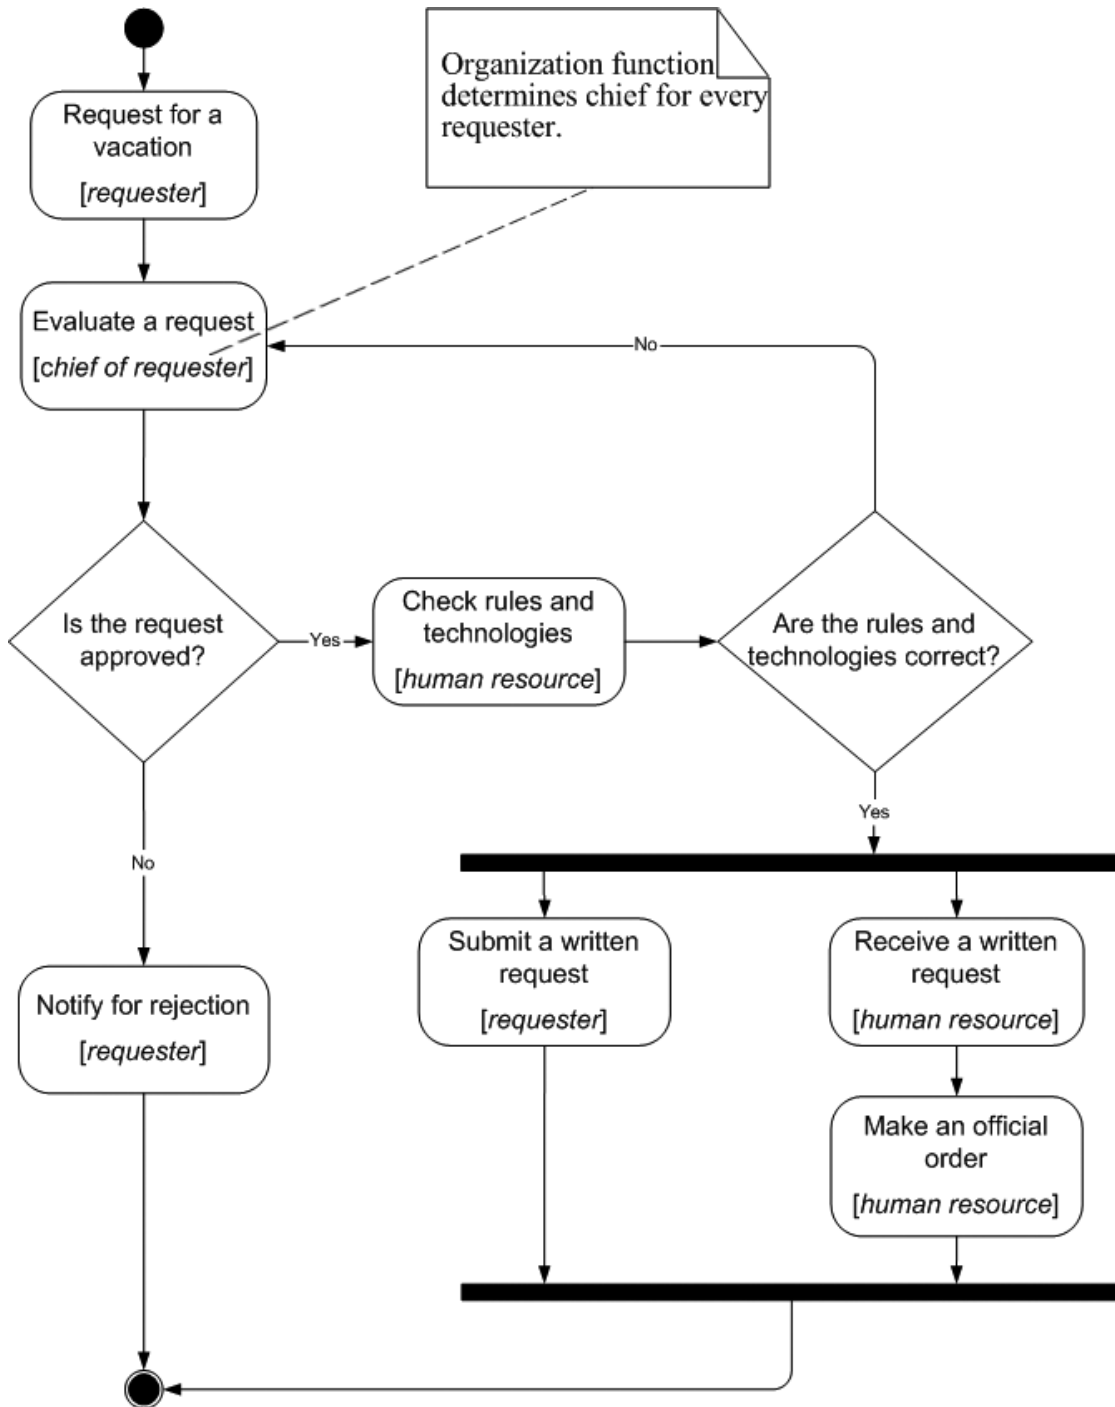 Organization function
determines chief for every
requester.
Request for a
vacation
[requester]
Evaluate a request
[chief of requester]
No
Is the request
approved?
Yes
Check rules and
technologies
[human resource]
Are the rules and
technologies correct?
Yes
No
Submit a written
request
[requester]
Receive a written
request
[human resource]
Notify for rejection
[requester]
Make an official
order
[human resource]